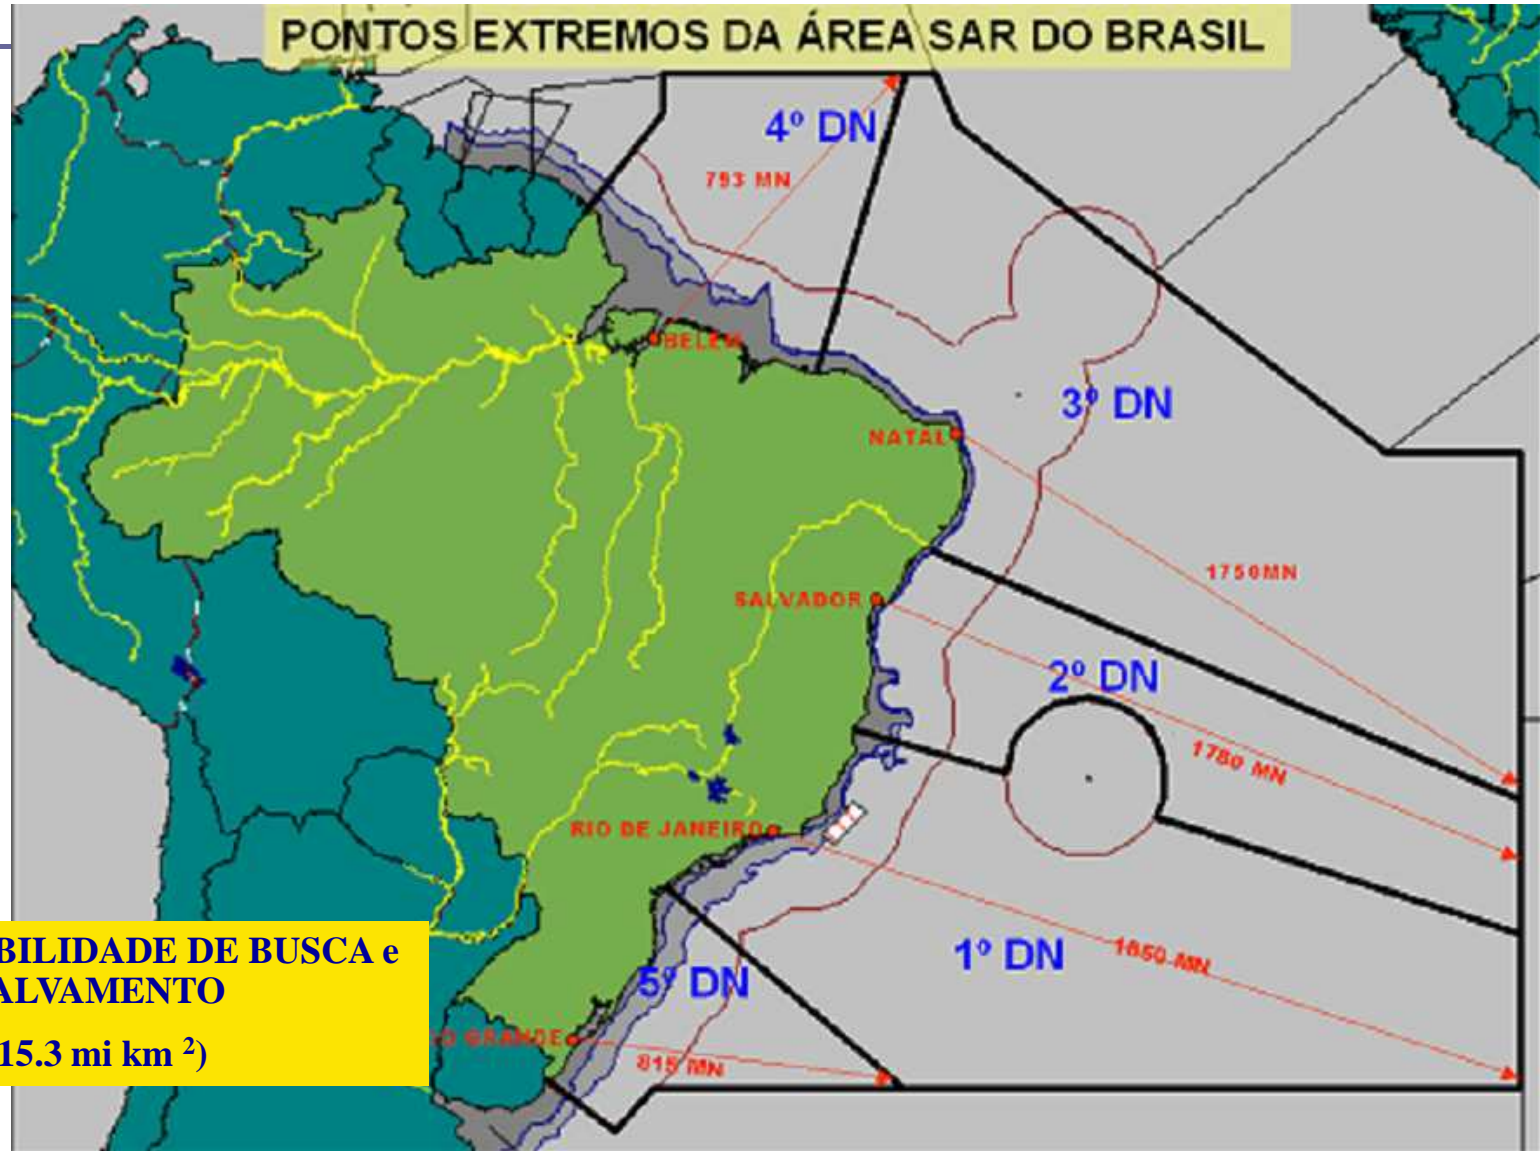 PONTOS EXTREMOS DA ÁREA SAR DO BRASIL
4º DN
793 MN
BELEM
3º DN
NATAL
1750MN
SALVADOR
2º DN
1780 MN
RIO DE JANEIRO
1º DN
1850 MN
5º DN
BILIDADE DE BUSCA e
ALVAMENTO
15.3 mi km ²)
O GRANDE
815 MN